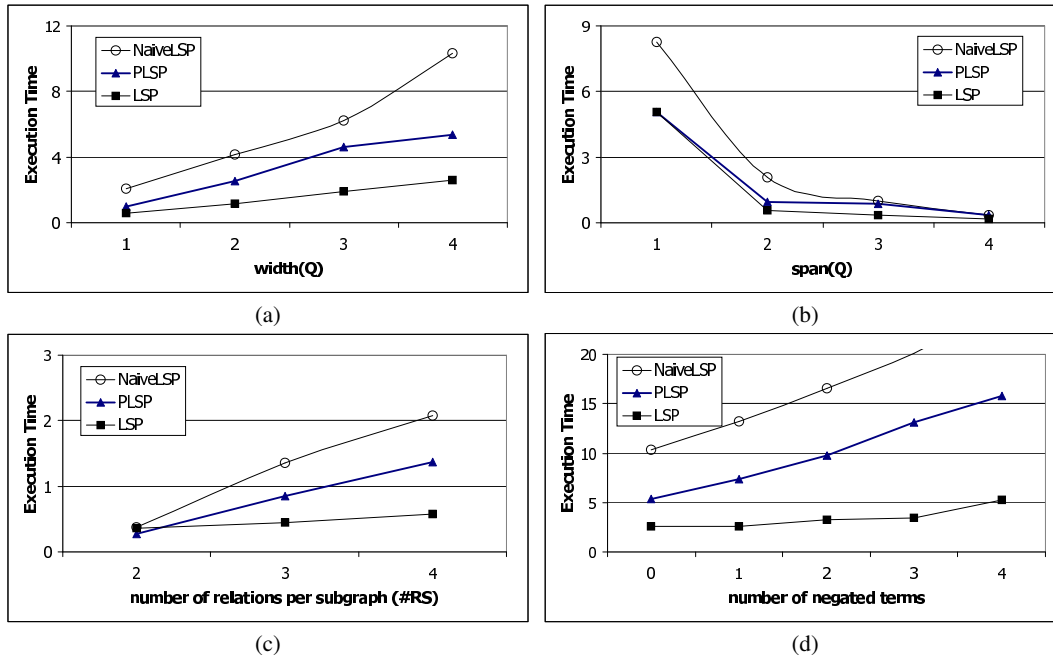 12
8
4
0
Execution Time
NaiveLSP
PLSP
LSP
1 2 3 4
width(Q)
(a)
9
6
3
0
Execution Time
NaiveLSP
PLSP
LSP
1 2 3 4
span(Q)
(b)
3
2
1
0
Execution Time
NaiveLSP
PLSP
LSP
2 3 4
number of relations per subgraph (#RS)
(c)
20
15
10
5
0
Execution Time
NaiveLSP
PLSP
LSP
0 1 2 3 4
number of negated terms
(d)